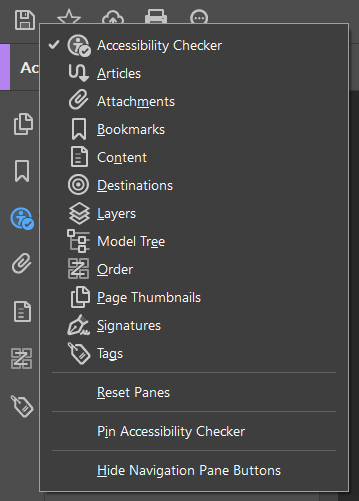 Ac
Accessibility Checker
Articles
Attachments
Bookmarks
Content
Destinations
Layers
Model Tree
Order
Page Thumbnails
Signatures
Tags
Reset Panes
Pin Accessibility Checker
Hide Navigation Pane Buttons